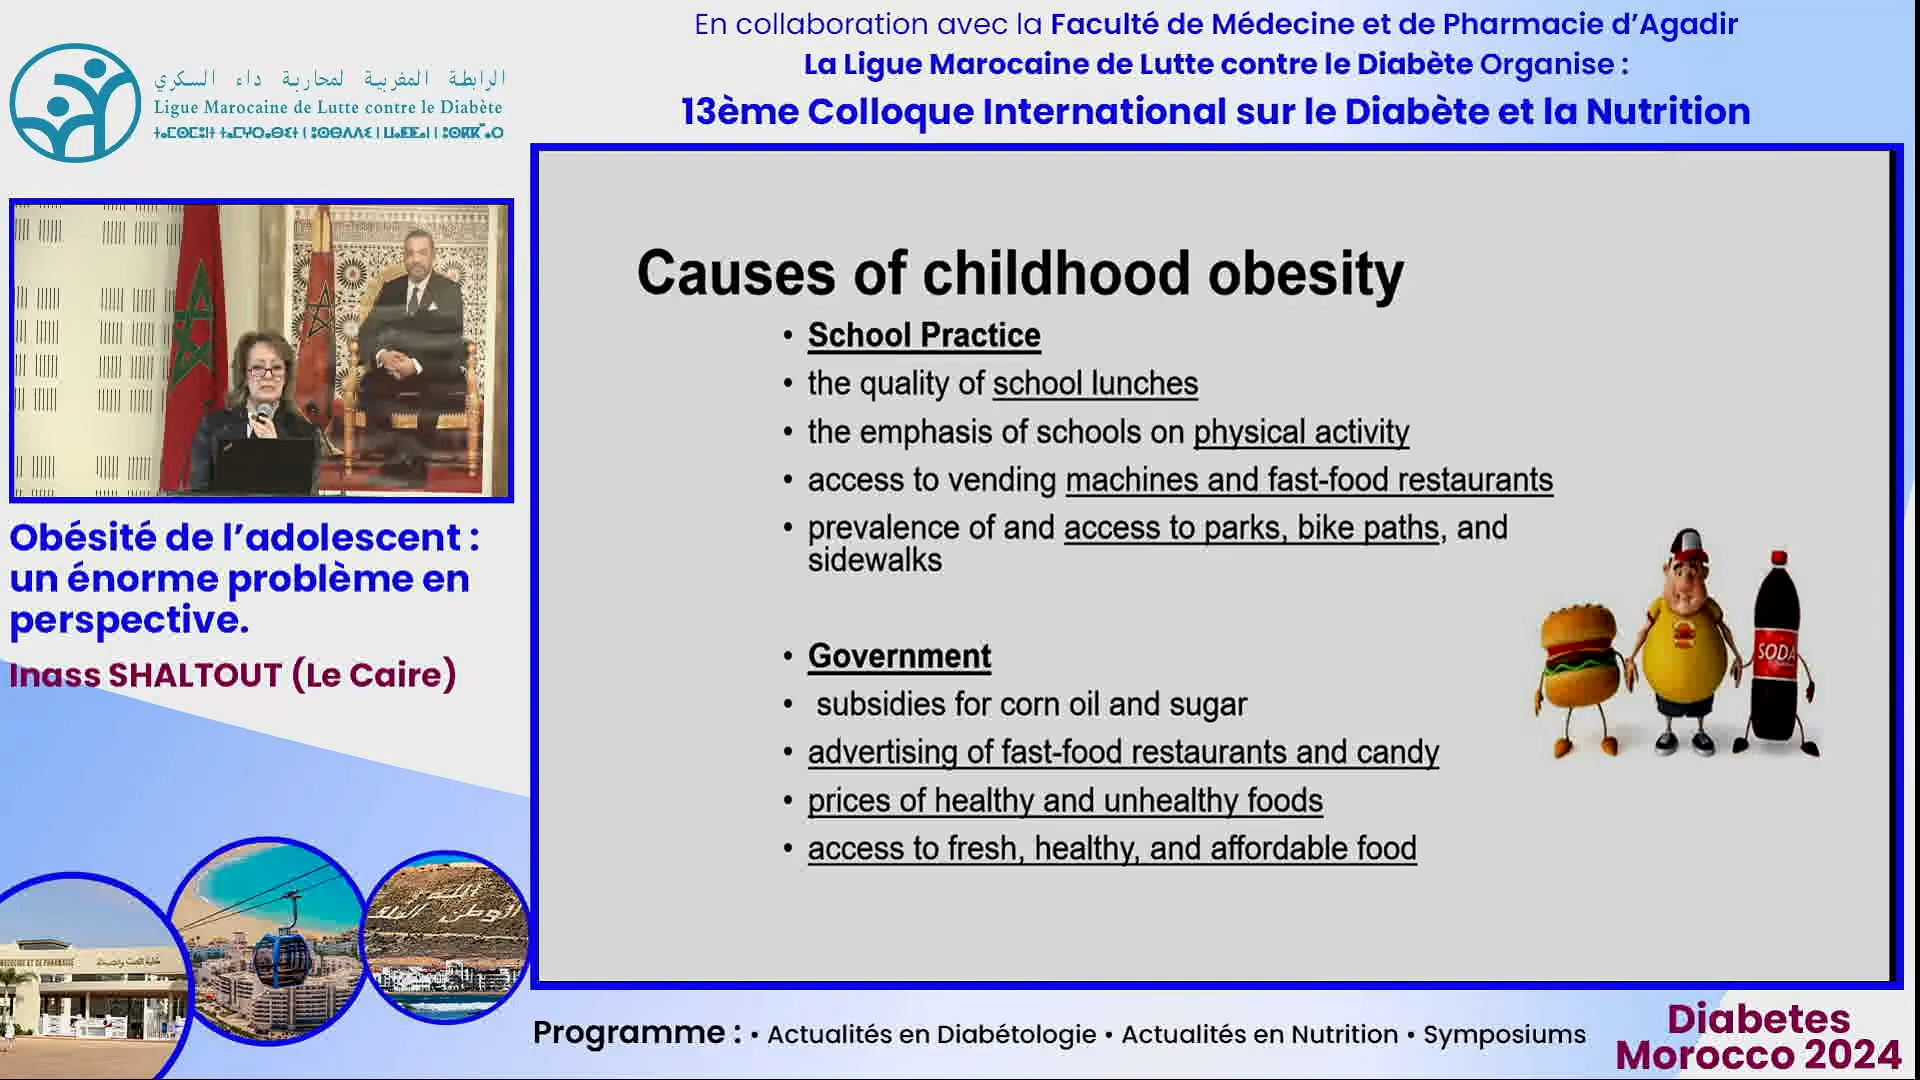 En collaboration avec la Faculté de Médecine et de Pharmacie d'Agadir
La Ligue Marocaine de Lutte contre le Diabète Organise :
13ème Colloque International sur le Diabète et la Nutrition
الرابطة المغربية لمحاربة داء السكري
Ligue Marocaine de Lutte contre le Diabète
Obésité de l'adolescent :
un énorme problème en
perspective.
Inass SHALTOUT (Le Caire)
Causes of childhood obesity
• School Practice
• the quality of school lunches
• the emphasis of schools on physical activity
• access to vending machines and fast-food restaurants
• prevalence of and access to parks, bike paths, and
sidewalks
• Government
• subsidies for corn oil and sugar
• advertising of fast-food restaurants and candy
• prices of healthy and unhealthy foods
• access to fresh, healthy, and affordable food
SODA
الله
الوطن الملك
Programme : • Actualités en Diabétologie • Actualités en Nutrition • Symposiums
Diabetes
Morocco 2024